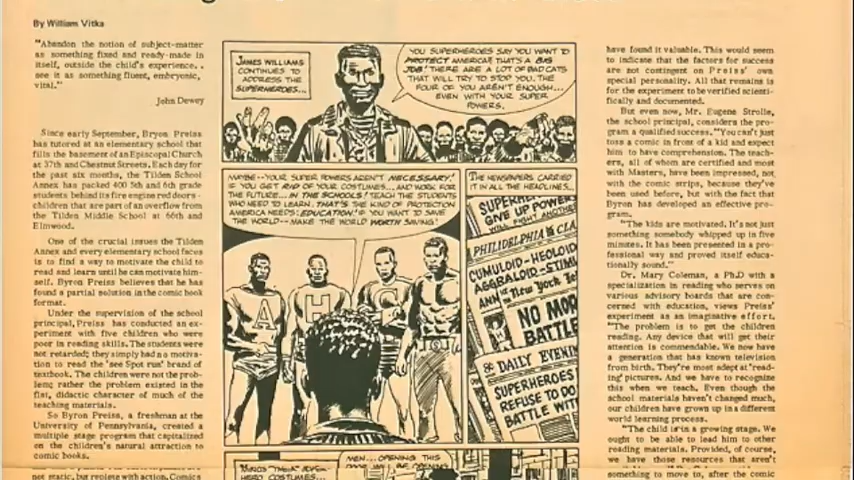 By William Vitka
"Abandon the notion of subject-matter
as something fixed and ready-made in
itself, outside the child's experience...
see it as something fluent, embryonic,
vital."
John Dewey
Since early September, Bryon Preiss
has tutored at an elementary school that
fills the basement of an Episcopal Church
at 37th and Chestnut Streets. Each day for
the past six months, the Tilden School
Annex has packed 400 5th and 6th grade
students behind its fire engine red doors-
children that are part of an overflow from
the Tilden Middle School at 66th and
Elmwood.
One of the crucial issues the Tilden
Annex and every elementary school faces
is to find a way to motivate the child to
read and learn until he can motivate him-
self. Byron Preiss believes that he has
found a partial solution in the comic book
format.
Under the supervision of the school
principal, Preiss has conducted an ex-
periment with five children who were
poor in reading skills. The students were
not retarded; they simply had no motiva-
tion to read the 'see Spot run' brand of
textbook. The children were not the prob-
lem; rather the problem existed in the
flat, didactic character of much of the
teaching materials.
So Byron Preiss, a freshman at the
University of Pennsylvania, created a
multiple stage program that capitalized
on the children's natural attraction to
comic books.
not static, but replete with action. Comics
JAMES WILLIAMS
CONTINUES TO
ADDRESS THE
SUPERHEROES...
YOU SUPERHEROES SAY YOU WANT TO
PROTECT AMERICA! THAT'S A BIG
JOB! THERE ARE A LOT OF BAD CATS
THAT WILL TRY TO STOP YOU. THE
FOUR OF YOU AREN'T ENOUGH...
EVEN WITH YOUR SUPER
POWERS.
MAYBE--YOUR SUPER POWERS AREN'T NECESSARY!
IF YOU GET RID OF YOUR COSTUMES... AND WORK FOR
THE FUTURE...IN THE SCHOOLS! TEACH THE STUDENTS
WHO NEED TO LEARN. THAT'S THE KIND OF PROTECTION
AMERICA NEEDS: EDUCATION! IF YOU WANT TO SAVE
THE WORLD--MAKE THE WORLD WORTH SAVING!
A
H
THE NEWSPAPERS CARRIED
IT IN ALL THE HEADLINES...
SUPERHE
GIVE UP POWERS
PHILADELPHIA CLA
CUMULOID-HELOID
AGGBALOID-STIM
ANN
New York
NO MOR
BATTLE
DAILY EVENIN
SUPERHEROES
REFUSE TO DO
BATTLE WIT
MEN...OPENING THIS
HERO COSTUMES...
have found it valuable. This would seem
to indicate that the factors for success
are not contingent on Preiss' own
special personality. All that remains is
for the experiment to be verified scienti-
fically and documented.
But even now, Mr. Eugene Strolle,
the school principal, considers the pro-
gram a qualified success. "You can't just
toss a comic in front of a kid and expect
him to have comprehension. The teach-
ers, all of whom are certified and most
with Masters, have been impressed, not
with the comic strips, because they've
been used before, but with the fact that
Byron has developed an effective pro-
gram.
"The kids are motivated. It's not just
something somebody whipped up in five
minutes. It has been presented in a pro-
fessional way and proved itself educa-
tionally sound."
Dr. Mary Coleman, a Ph.D with a
specialization in reading who serves on
various advisory boards that are con-
cerned with education, views Preiss'
experiment as an imaginative effort.
"The problem is to get the children
reading. Any device that will get their
attention is commendable. We now have
a generation that has known television
from birth. They're most adept at 'read-
ing' pictures. And we have to recognize
this when we teach. Even though the
school materials haven't changed much,
our children have grown up in a different
world learning process.
"The child is in a growing stage. We
ought to be able to lead him to other
reading materials. Provided, of course,
we have those resources that aren't
something to move to, after the comic